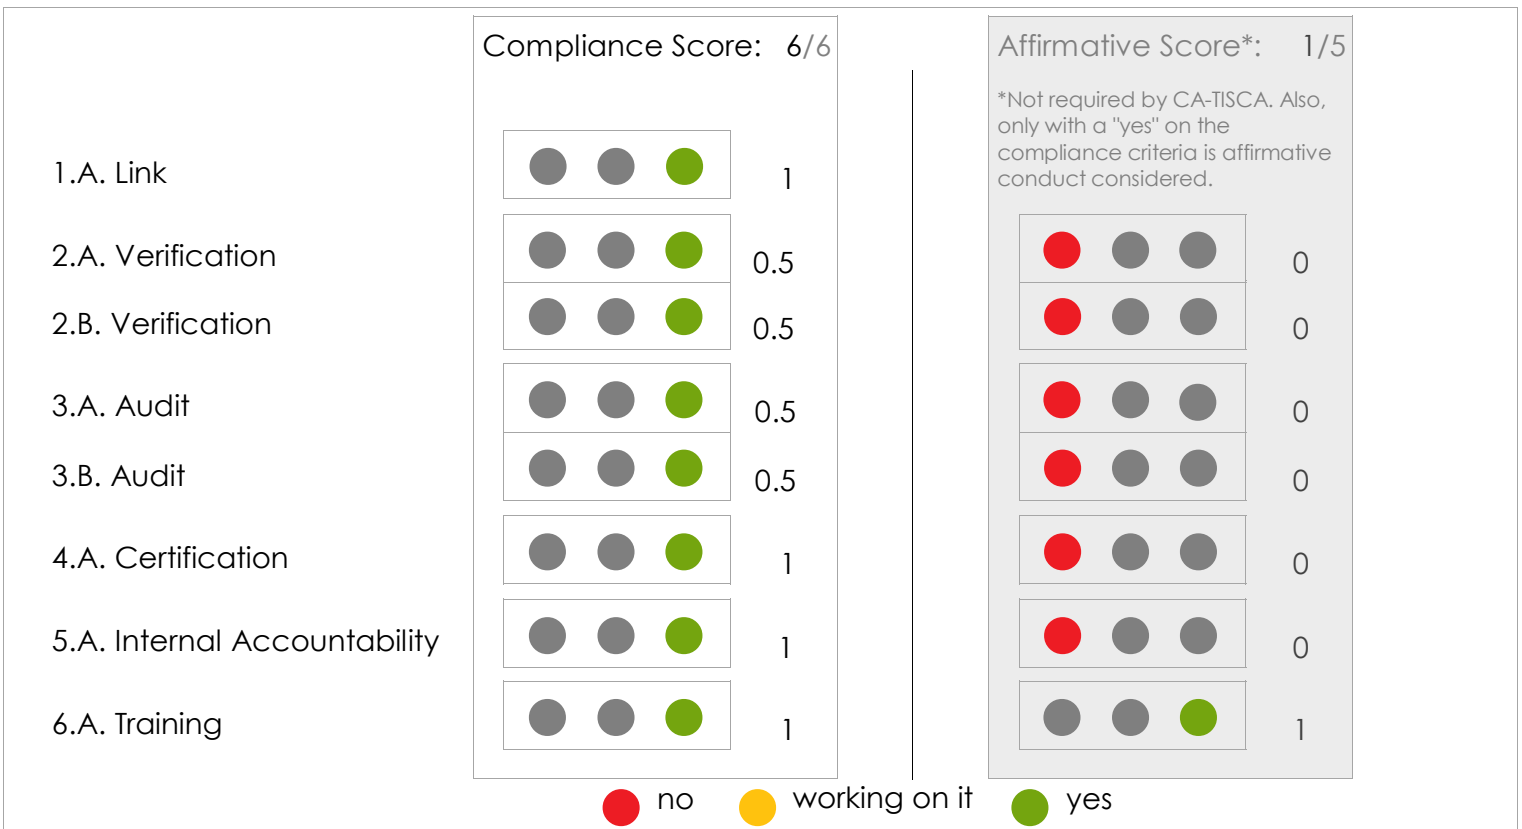 Compliance Score: 6/6
Affirmative Score*: 1/5
*Not required by CA-TISCA. Also,
only with a "yes" on the
compliance criteria is affirmative
conduct considered.
1.A. Link 1
2.A. Verification 0.5 0
2.B. Verification 0.5 0
3.A. Audit 0.5 0
3.B. Audit 0.5 0
4.A. Certification 1 0
5.A. Internal Accountability 1 0
6.A. Training 1 1
no working on it yes